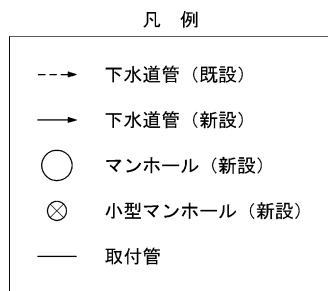 凡 例
下水道管（既設）
下水道管（新設）
マンホール（新設）
小型マンホール（新設）
取付管